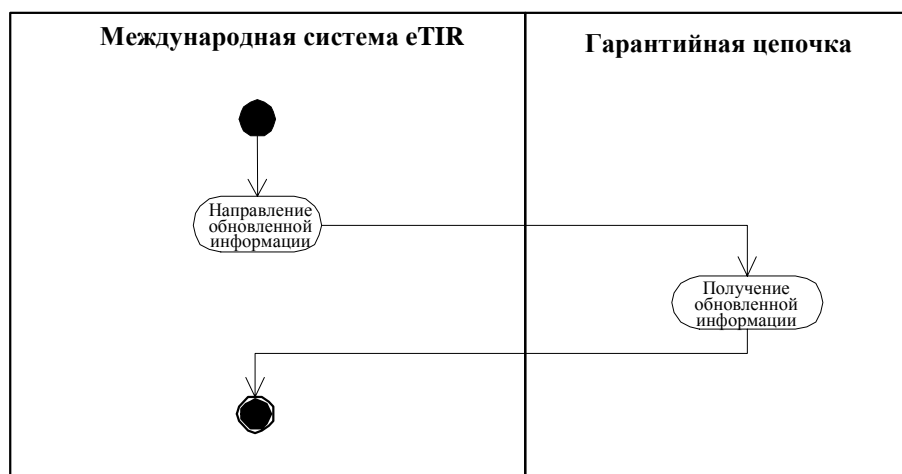 Международная система eTIR
Гарантийная цепочка
Направление
обновленной
информации
Получение
обновленной
информации